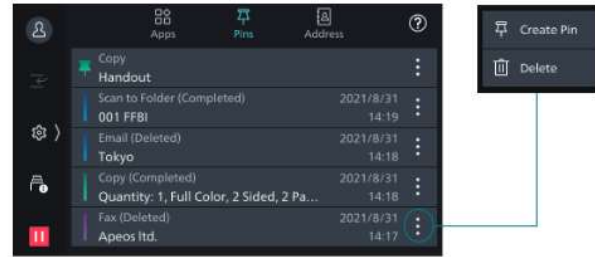 Apps
Pins
Address
Copy
Handout
Scan to Folder (Completed)
2021/8/31
001 FFBI
14:19
Email (Deleted)
2021/8/31
Tokyo
14:18
Copy (Completed)
2021/8/31
Quantity: 1, Full Color, 2 Sided, 2 Pa...
14:18
Fax (Deleted)
2021/8/31
Apeos ltd.
14:17
Create Pin
Delete